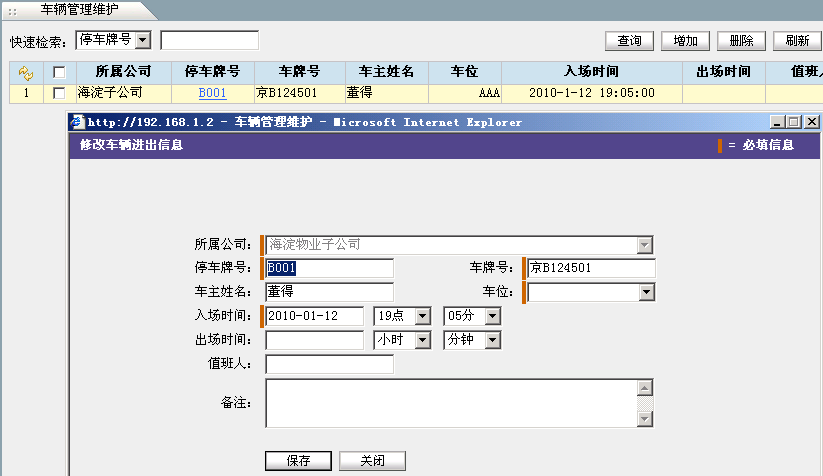 车辆管理维护
快速检索: 停车牌号 查询 增加 删除 刷新
所属公司 停车牌号 车牌号 车主姓名 车位 入场时间 出场时间
1 海淀子公司 B001 京B124501 董得 AAA 2010-1-12 19:05:00
http://192.168.1.2 - 车辆管理维护 - Microsoft Internet Explorer
修改车辆进出信息 = 必填信息
所属公司: 海淀物业子公司
停车牌号: B001 车牌号: 京B124501
车主姓名: 董得 车位:
入场时间: 2010-01-12 19点 05分
出场时间: 小时 分钟
值班人:
备注:
保存 关闭